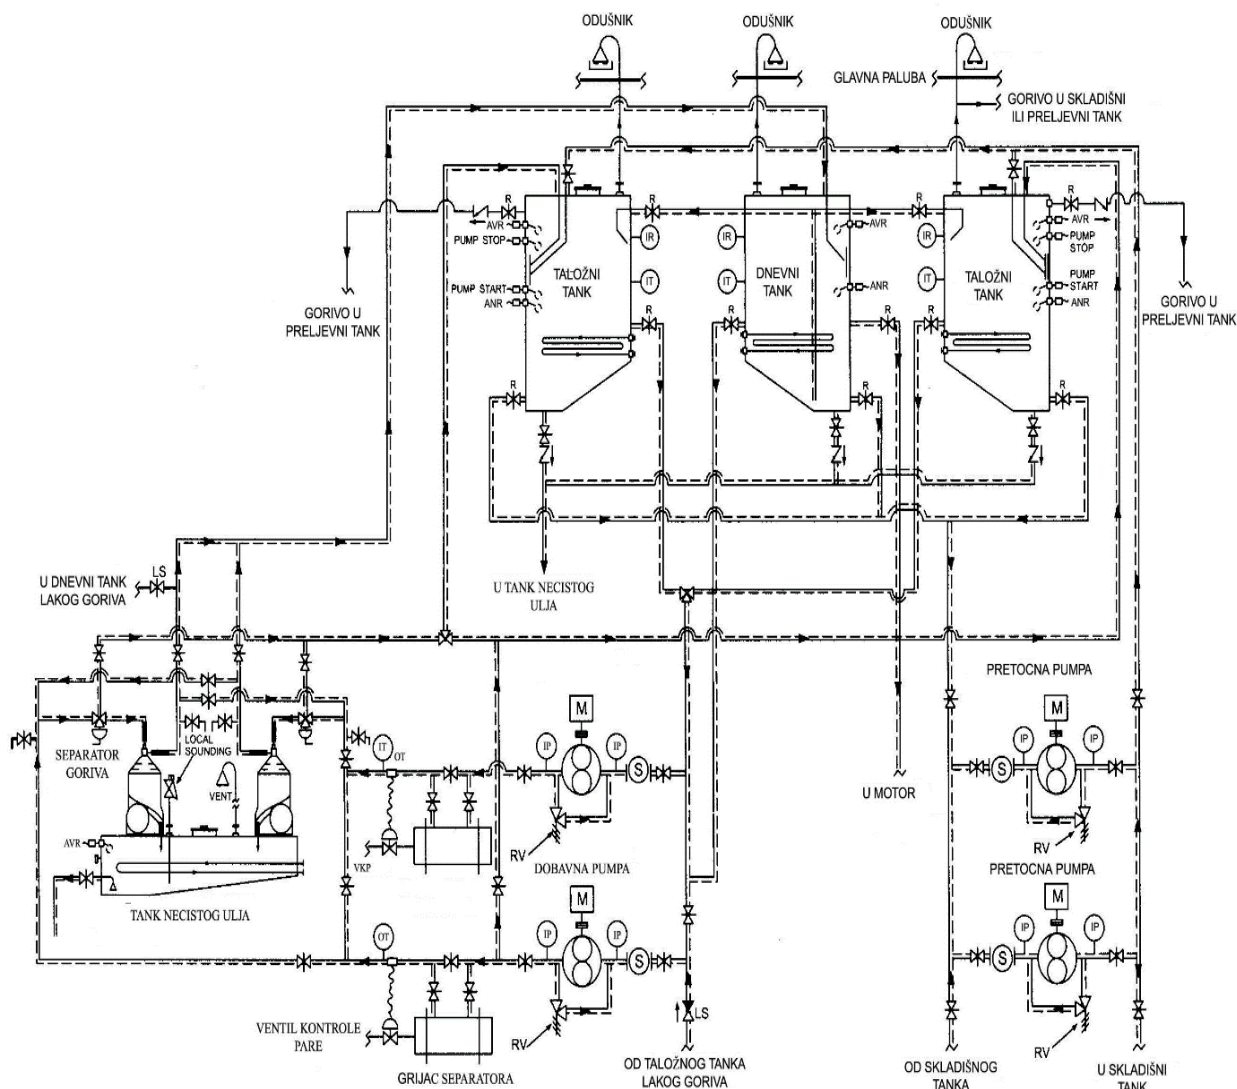 ODUŠNIK
ODUŠNIK
ODUŠNIK
GLAVNA PALUBA
GORIVO U SKLADIŠNI
ILI PRELJEVNI TANK
R
R
R
R
AVR
PUMP STOP
IR
IR
AVR
IR
AVR
PUMP
STOP
TALOŽNI
TANK
DNEVNI
TANK
TALOŽNI
TANK
IT
IT
IT
PUMP START
ANR
ANR
PUMP
START
ANR
GORIVO U
PRELJEVNI TANK
GORIVO U
PRELJEVNI TANK
R
R
R
R
R
R
R
U DNEVNI TANK
LAKOG GORIVA
LS
U TANK NECISTOG
ULJA
PRETOCNA PUMPA
SEPARATOR
GORIVA
LOCAL
SOUNDING
VENT
IT
OT
M
IP
IP
S
M
IP
IP
S
U MOTOR
AVR
VKP
RV
RV
DOBAVNA PUMPA
PRETOCNA PUMPA
TANK NECISTOG ULJA
OT
M
IP
IP
S
M
IP
IP
S
LS
VENTIL KONTROLE
PARE
RV
RV
GRIJAC SEPARATORA
OD TALOŽNOG TANKA
LAKOG GORIVA
OD SKLADIŠNOG
TANKA
U SKLADIŠNI
TANK